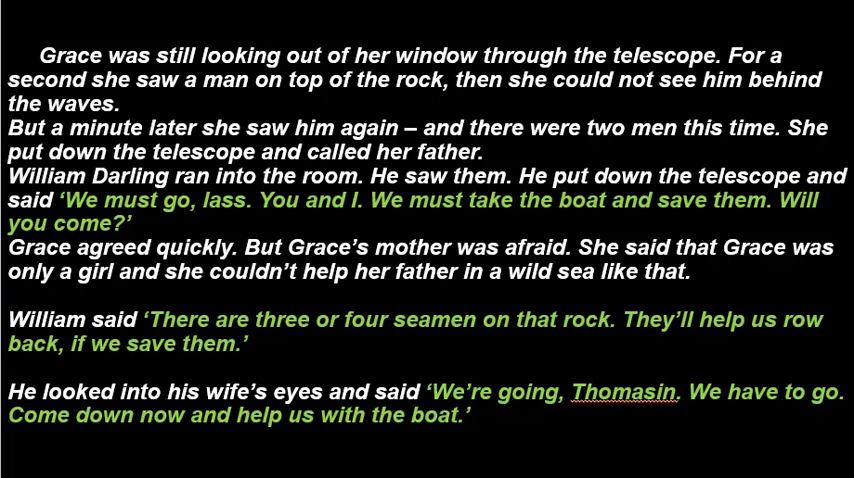 Grace was still looking out of her window through the telescope. For a
second she saw a man on top of the rock, then she could not see him behind
the waves.
But a minute later she saw him again – and there were two men this time. She
put down the telescope and called her father.
William Darling ran into the room. He saw them. He put down the telescope and
said ‘We must go, lass. You and I. We must take the boat and save them. Will
you come?’
Grace agreed quickly. But Grace’s mother was afraid. She said that Grace was
only a girl and she couldn’t help her father in a wild sea like that.
William said ‘There are three or four seamen on that rock. They’ll help us row
back, if we save them.’
He looked into his wife’s eyes and said ‘We’re going, Thomasin. We have to go.
Come down now and help us with the boat.’